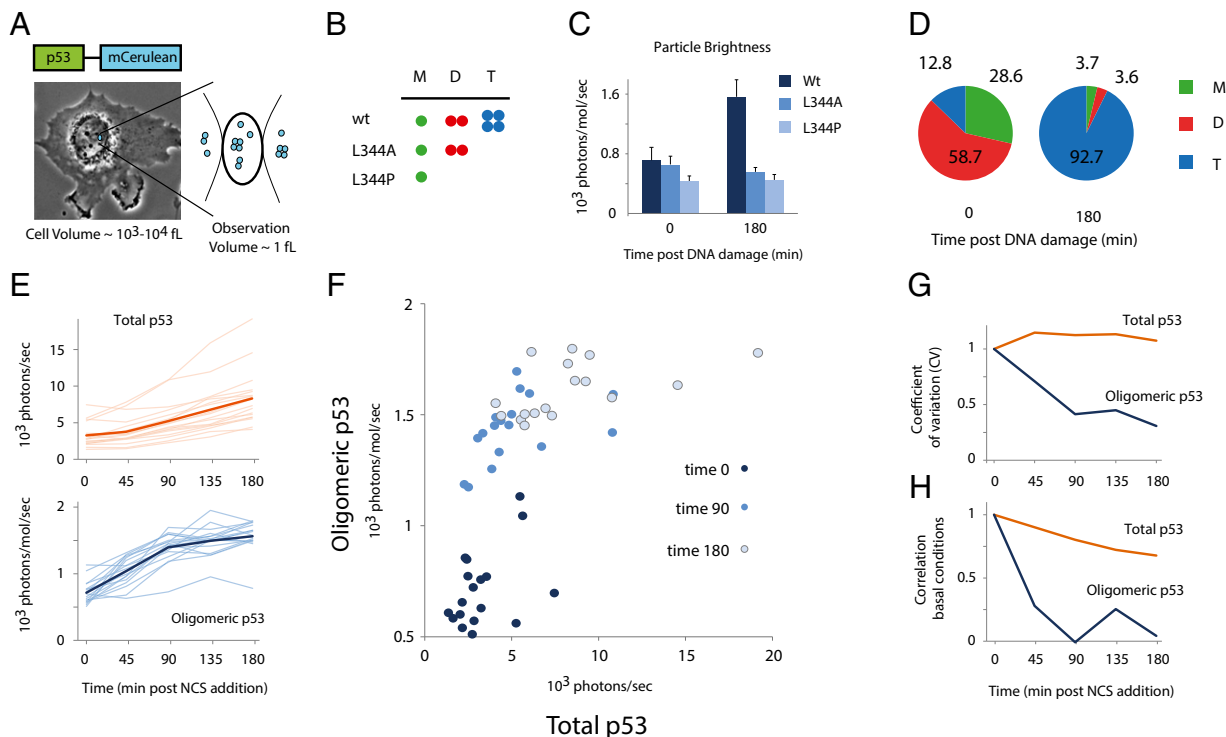 A
p53
mCerulean
Cell Volume ~ 10³-10⁴ fL
Observation
Volume ~ 1 fL
B
M D T
wt
L344A
L344P
C
Particle Brightness
10³ photons/mol/sec
1.6
0.8
0
Wt
L344A
L344P
0 180
Time post DNA damage (min)
D
12.8
28.6
58.7
0
3.7
3.6
92.7
180
M
D
T
Time post DNA damage (min)
E
Total p53
10³ photons/sec
15
10
5
0
0 45 90 135 180
10³ photons/mol/sec
2
1
0
Oligomeric p53
0 45 90 135 180
Time (min post NCS addition)
F
Oligomeric p53
10³ photons/mol/sec
2
1.5
1
0.5
time 0
time 90
time 180
0 5 10 15 20
10³ photons/sec
Total p53
G
Coefficient
of variation (CV)
1
0.5
0
Total p53
Oligomeric p53
H
Correlation
basal conditions
1
0.5
0
Total p53
Oligomeric p53
0 45 90 135 180
Time (min post NCS addition)